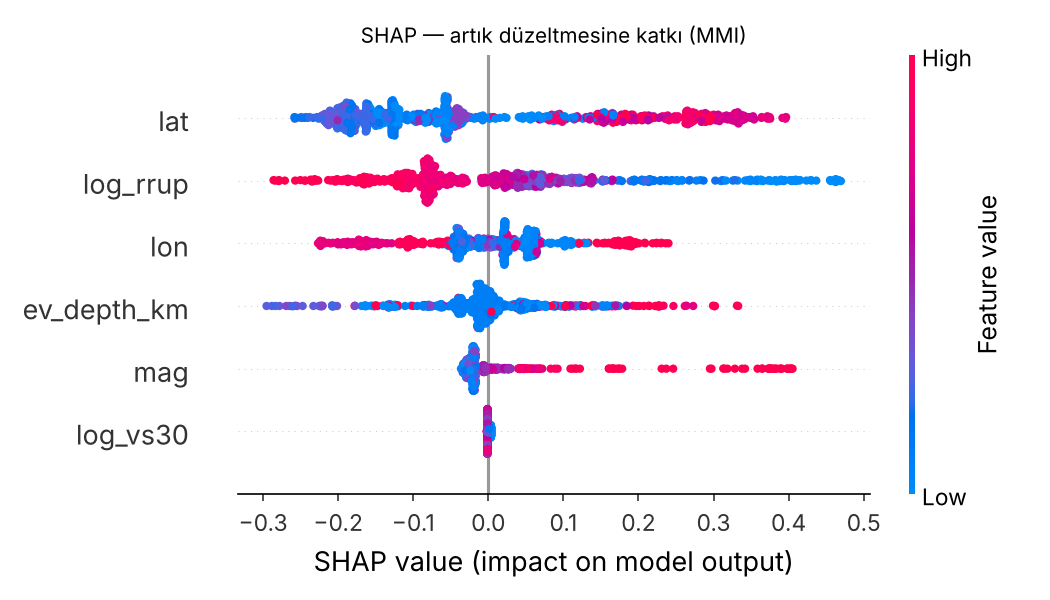 SHAP — artık düzeltmesine katkı (MMI)
High
lat
log_rrup
lon
ev_depth_km
mag
log_vs30
Feature value
Low
−0.3 −0.2 −0.1 0.0 0.1 0.2 0.3 0.4 0.5
SHAP value (impact on model output)